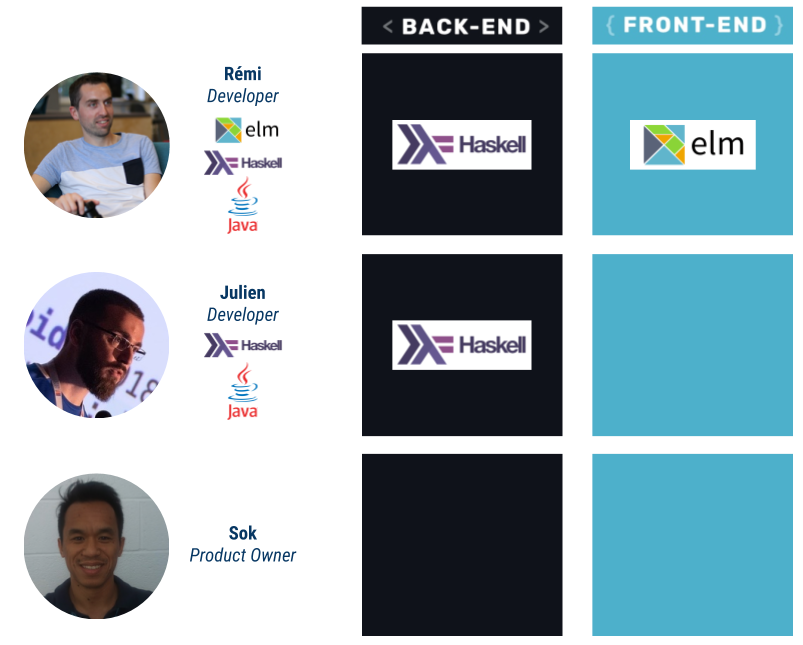 < BACK-END >
{ FRONT-END }
Rémi
Developer
elm
Haskell
Java
Haskell
elm
Julien
Developer
Haskell
Java
Haskell
18
Sok
Product Owner